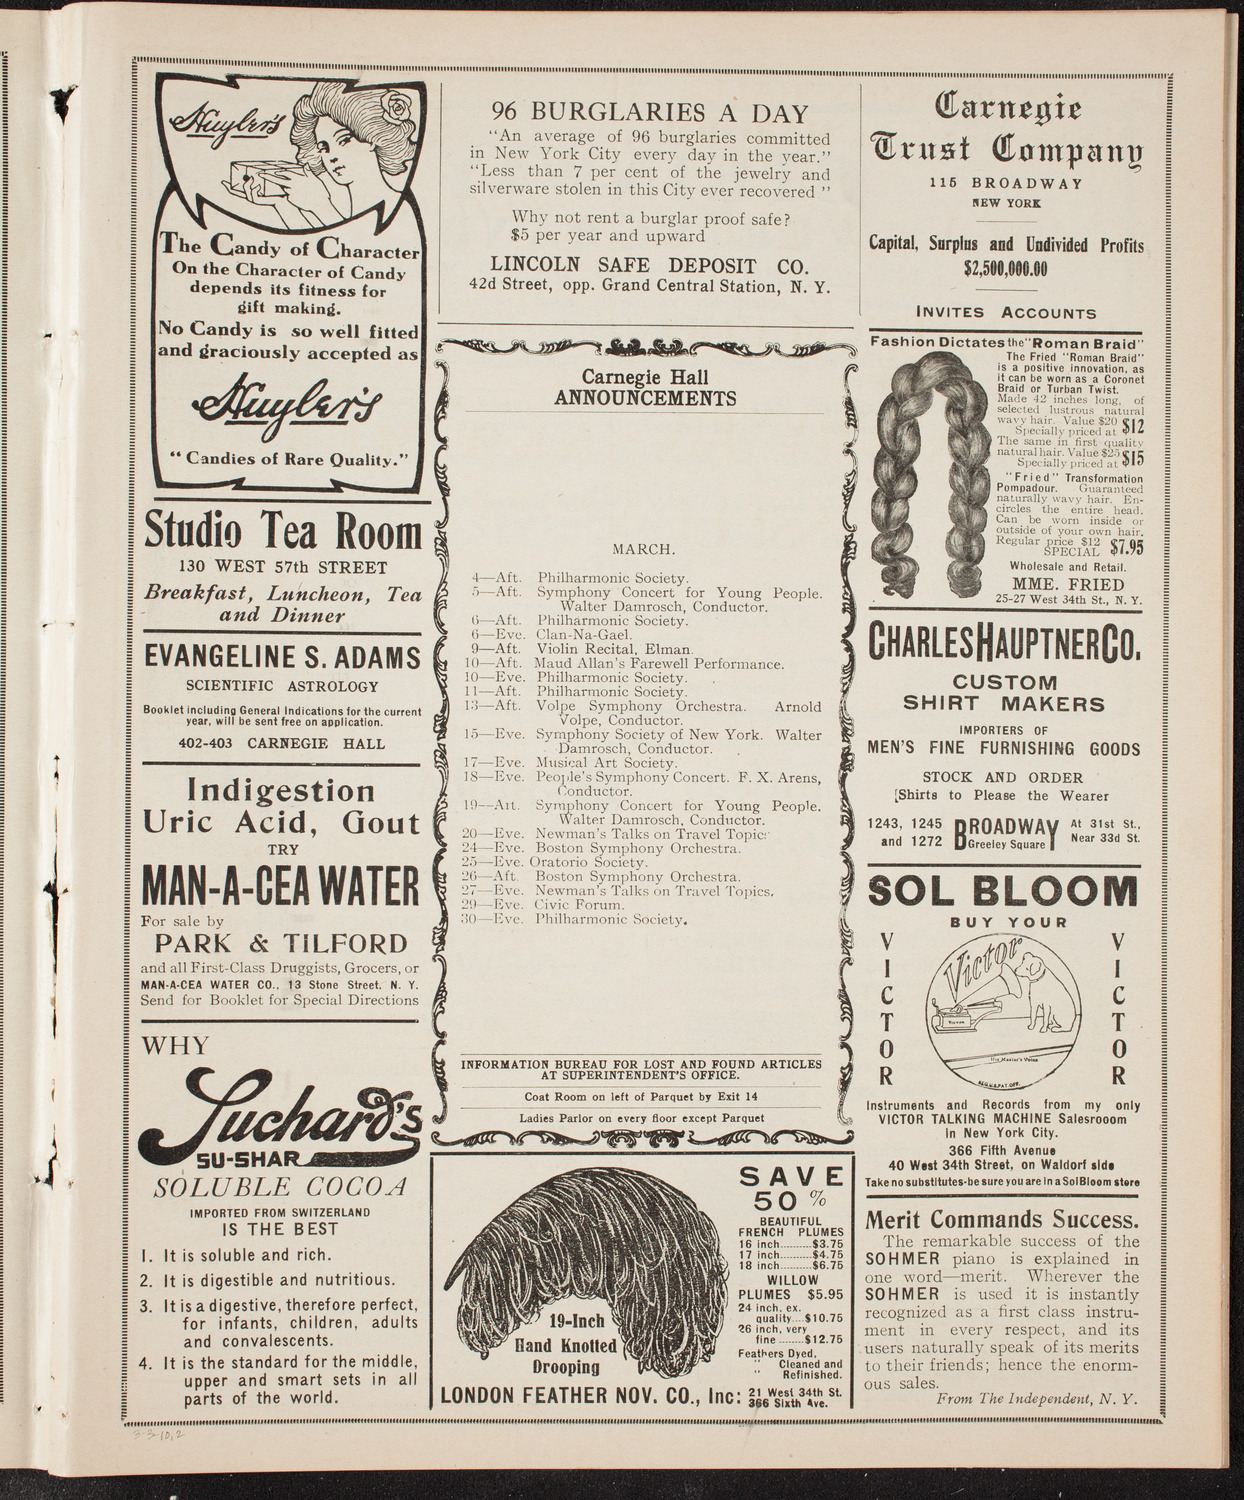 Huyler's
The Candy of Character
On the Character of Candy
depends its fitness for
gift making.
No Candy is so well fitted
and graciously accepted as
Huyler's
"Candies of Rare Quality."
Studio Tea Room
130 WEST 57th STREET
Breakfast, Luncheon, Tea
and Dinner
EVANGELINE S. ADAMS
SCIENTIFIC ASTROLOGY
Booklet including General Indications for the current
year, will be sent free on application.
402-403 CARNEGIE HALL
Indigestion
Uric Acid, Gout
TRY
MAN-A-CEA WATER
For sale by
PARK & TILFORD
and all First-Class Druggists, Grocers, or
MAN-A-CEA WATER CO., 13 Stone Street, N. Y.
Send for Booklet for Special Directions
WHY
Suchard's
SU-SHAR
SOLUBLE COCOA
IMPORTED FROM SWITZERLAND
IS THE BEST
1. It is soluble and rich.
2. It is digestible and nutritious.
3. It is a digestive, therefore perfect,
for infants, children, adults
and convalescents.
4. It is the standard for the middle,
upper and smart sets in all
parts of the world.
96 BURGLARIES A DAY
"An average of 96 burglaries committed
in New York City every day in the year."
"Less than 7 per cent of the jewelry and
silverware stolen in this City ever recovered"
Why not rent a burglar proof safe?
$5 per year and upward
LINCOLN SAFE DEPOSIT CO.
42d Street, opp. Grand Central Station, N. Y.
Carnegie Hall
ANNOUNCEMENTS
MARCH.
4—Aft. Philharmonic Society.
5—Aft. Symphony Concert for Young People.
Walter Damrosch, Conductor.
6—Aft. Philharmonic Society.
6—Eve. Clan-Na-Gael.
9—Aft. Violin Recital, Elman.
10—Aft. Maud Allan's Farewell Performance.
10—Eve. Philharmonic Society.
11—Aft. Philharmonic Society.
13—Aft. Volpe Symphony Orchestra. Arnold
Volpe, Conductor.
15—Eve. Symphony Society of New York. Walter
Damrosch, Conductor.
17—Eve. Musical Art Society.
18—Eve. People's Symphony Concert. F. X. Arens,
Conductor.
19—Aft. Symphony Concert for Young People.
Walter Damrosch, Conductor.
20—Eve. Newman's Talks on Travel Topics
24—Eve. Boston Symphony Orchestra.
25—Eve. Oratorio Society.
26—Aft. Boston Symphony Orchestra.
27—Eve. Newman's Talks on Travel Topics.
29—Eve. Civic Forum.
30—Eve. Philharmonic Society.
INFORMATION BUREAU FOR LOST AND FOUND ARTICLES
AT SUPERINTENDENT'S OFFICE.
Coat Room on left of Parquet by Exit 14
Ladies Parlor on every floor except Parquet
19-Inch
Hand Knotted
Drooping
SAVE
50%
BEAUTIFUL
FRENCH PLUMES
16 inch..........$3.75
17 inch..........$4.75
18 inch..........$6.75
WILLOW
PLUMES $5.95
24 inch, ex.
quality....$10.75
26 inch, very
fine .......$12.75
Feathers Dyed,
" Cleaned and
" Refinished.
LONDON FEATHER NOV. CO., Inc: 21 West 34th St.
366 Sixth Ave.
Carnegie
Trust Company
115 BROADWAY
NEW YORK
Capital, Surplus and Undivided Profits
$2,500,000.00
INVITES ACCOUNTS
Fashion Dictates the "Roman Braid"
The Fried "Roman Braid"
is a positive innovation, as
it can be worn as a Coronet
Braid or Turban Twist.
Made 42 inches long, of
selected lustrous natural
wavy hair. Value $20
Specially priced at $12
The same in first quality
natural hair. Value $25
Specially priced at $15
"Fried" Transformation
Pompadour. Guaranteed
naturally wavy hair. En-
circles the entire head.
Can be worn inside or
outside of your own hair.
Regular price $12
SPECIAL $7.95
Wholesale and Retail.
MME. FRIED
25-27 West 34th St., N. Y.
CHARLES HAUPTNER CO.
CUSTOM
SHIRT MAKERS
IMPORTERS OF
MEN'S FINE FURNISHING GOODS
STOCK AND ORDER
[Shirts to Please the Wearer
1243, 1245 and 1272 BROADWAY Greeley Square At 31st St., Near 33d St.
SOL BLOOM
BUY YOUR
VICTOR
Victor
Victor
His Master's Voice
REG.U.S.PAT.OFF.
VICTOR
Instruments and Records from my only
VICTOR TALKING MACHINE Salesrooom
in New York City.
366 Fifth Avenue
40 West 34th Street, on Waldorf side
Take no substitutes-be sure you are in a Sol Bloom store
Merit Commands Success.
The remarkable success of the
SOHMER piano is explained in
one word—merit. Wherever the
SOHMER is used it is instantly
recognized as a first class instru-
ment in every respect, and its
users naturally speak of its merits
to their friends; hence the enorm-
ous sales.
From The Independent, N. Y.
3-3-10,2